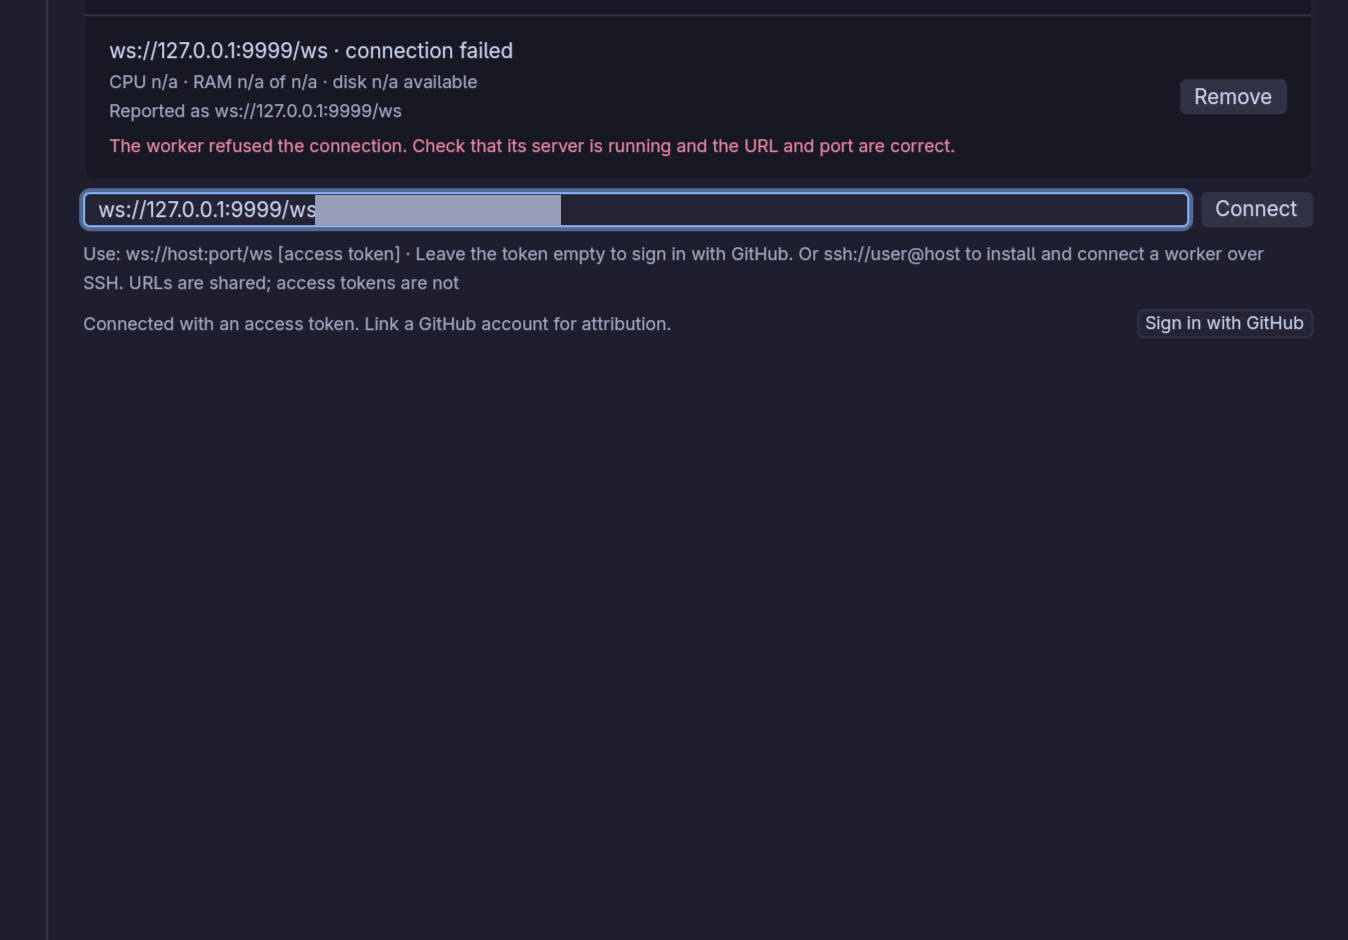 ws://127.0.0.1:9999/ws · connection failed
CPU n/a · RAM n/a of n/a · disk n/a available
Reported as ws://127.0.0.1:9999/ws
Remove
The worker refused the connection. Check that its server is running and the URL and port are correct.
ws://127.0.0.1:9999/ws
Connect
Use: ws://host:port/ws [access token] · Leave the token empty to sign in with GitHub. Or ssh://user@host to install and connect a worker over
SSH. URLs are shared; access tokens are not
Connected with an access token. Link a GitHub account for attribution.
Sign in with GitHub